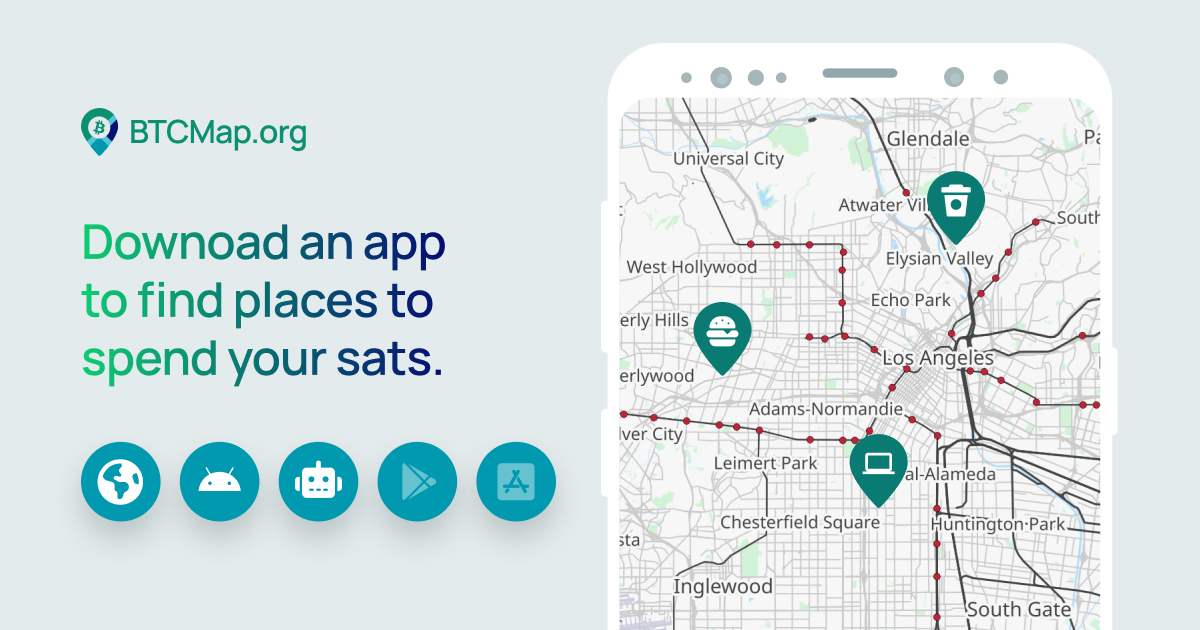 BTCMap.org
Downoad an app
to find places to
spend your sats.
Glendale
Universal City
Atwater Vil
South
West Hollywood
Elysian Valley
Echo Park
erly Hills
Los Angeles
erlywood
Adams-Normandie
lver City
Leimert Park
al-Alameda
Chesterfield Square
Huntington Park
sta
Inglewood
South Gate